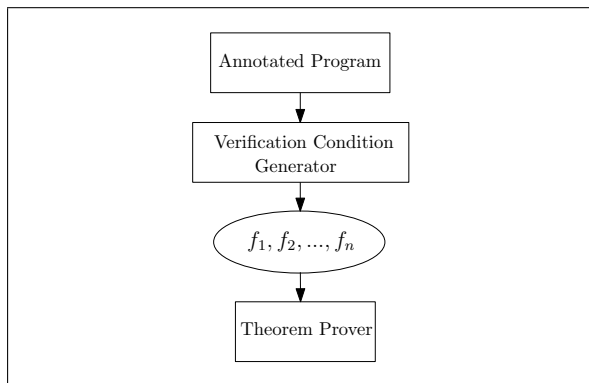 Annotated Program
Verification Condition
Generator
f₁, f₂, ..., fₙ
Theorem Prover